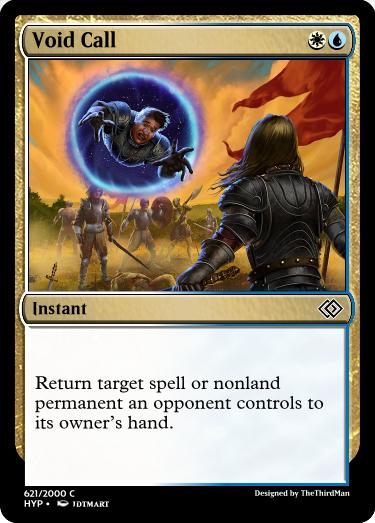 Void Call
Instant
Return target spell or nonland
permanent an opponent controls to
its owner's hand.
621/2000 C
Designed by TheThirdMan
HYP • JDTMART